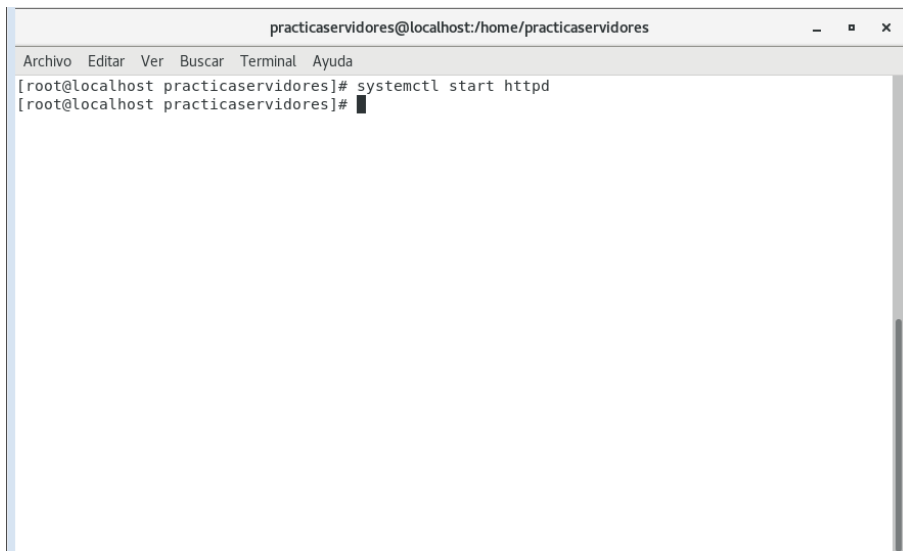 practicaservidores@localhost:/home/practicaservidores
Archivo Editar Ver Buscar Terminal Ayuda
[root@localhost practicaservidores]# systemctl start httpd
[root@localhost practicaservidores]#